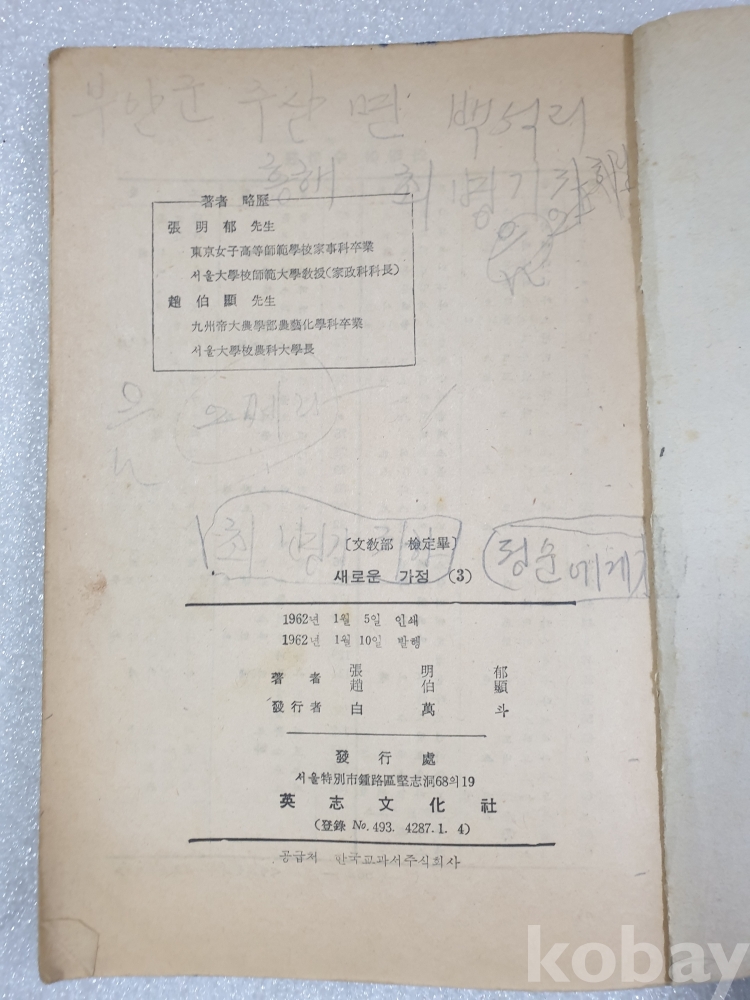 부안군 주산면 백석리
著者 略歷
張明郁 先生
東京女子高等師範學校家事科卒業
서울大學校師範大學敎授(家政科科長)
趙伯顯 先生
九州帝大農學部農藝化學科卒業
서울大學校農科大學長
〔文敎部 檢定畢〕
정순에게
새로운 가정 (3)
1962년 1월 5일 인쇄
1962년 1월 10일 발행
著者 張明郁
趙伯顯
發行者 白萬斗
發行處
서울特別市鍾路區堅志洞68의19
英志文化社
(登錄 No. 493. 4287. 1. 4)
공급처 한국교과서주식회사
kobay